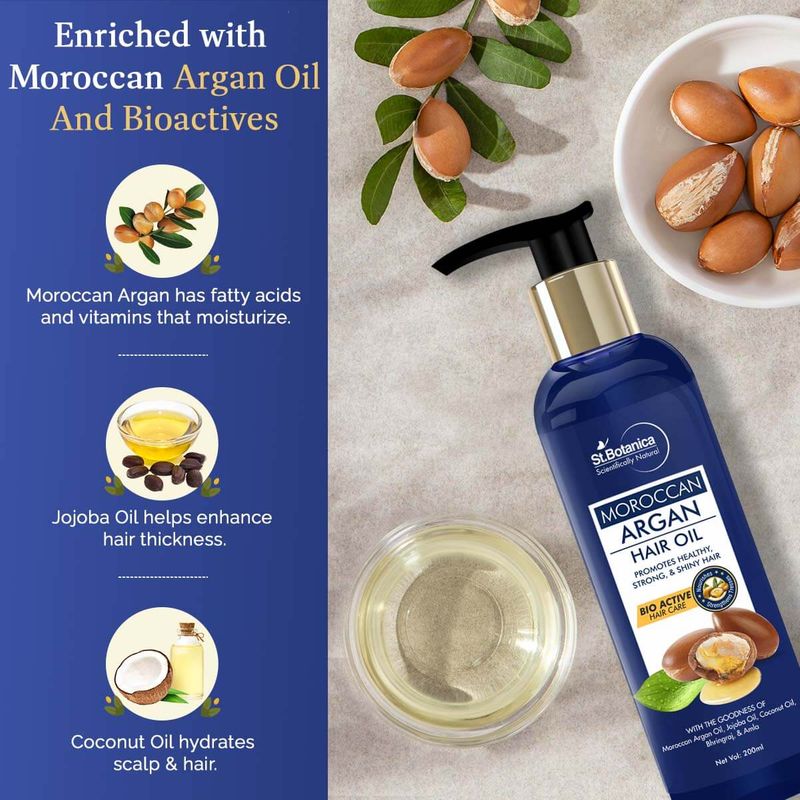 Enriched with
Moroccan Argan Oil
And Bioactives
Moroccan Argan has fatty acids
and vitamins that moisturize.
Jojoba Oil helps enhance
hair thickness.
Coconut Oil hydrates
scalp & hair.
St.Botanica
Scientifically Natural
MOROCCAN
ARGAN
HAIR OIL
PROMOTES HEALTHY,
STRONG, & SHINY HAIR
BIO ACTIVE
HAIR CARE
Nourishes
WITH THE GOODNESS OF
Moroccan Argan Oil, Jojoba Oil, Coconut Oil,
Bhringraj, & Amla
Net Vol: 200ml